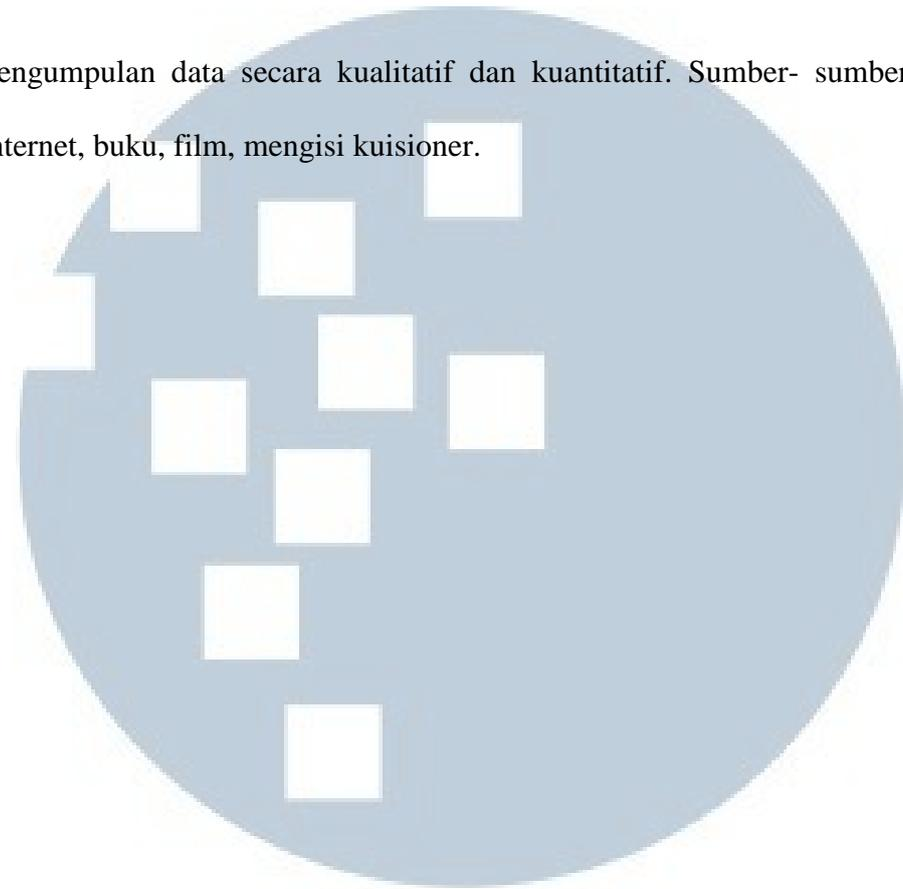 engumpulan data secara kualitatif dan kuantitatif. Sumber- sumber
nternet, buku, film, mengisi kuisioner.